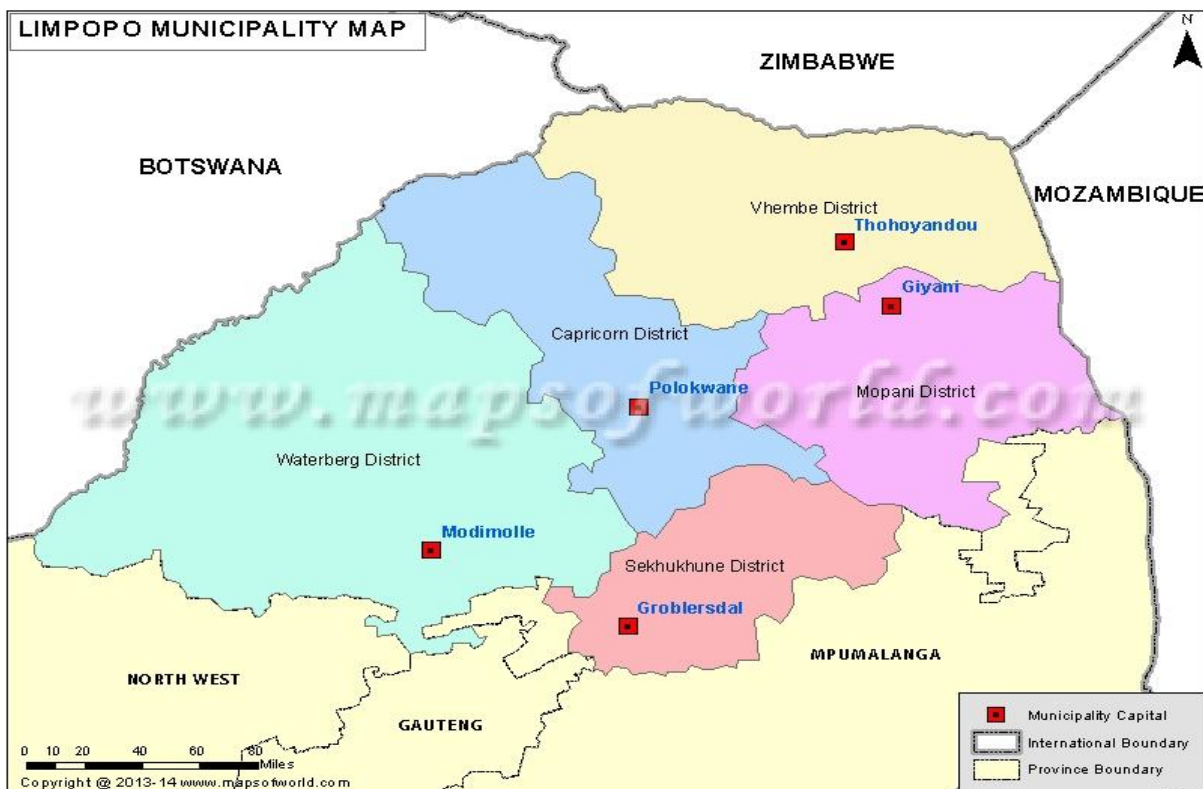 LIMPOPO MUNICIPALITY MAP
N
ZIMBABWE
BOTSWANA
MOZAMBIQUE
Vhembe District
Thohoyandou
Giyani
Capricorn District
Polokwane
Mopani District
www.mapsofworld.com
Waterberg District
Modimolle
Sekhukhune District
Groblersdal
MPUMALANGA
NORTH WEST
GAUTENG
Municipality Capital
International Boundary
Province Boundary
0 10 20 40 60 80
Miles
Copyright @ 2013-14 www.mapsofworld.com